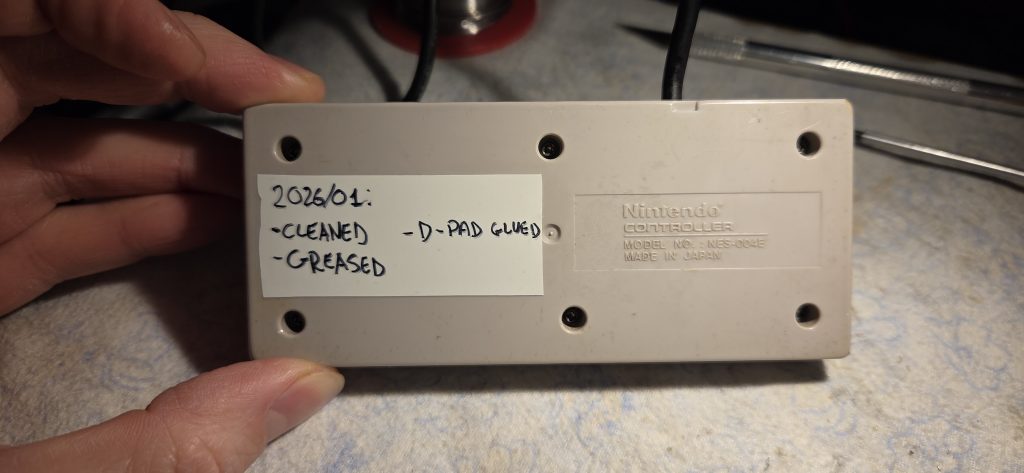 2026/01:
-CLEANED -D-PAD GLUED
-GREASED
Nintendo®
CONTROLLER
MODEL NO.: NES-004E
MADE IN JAPAN